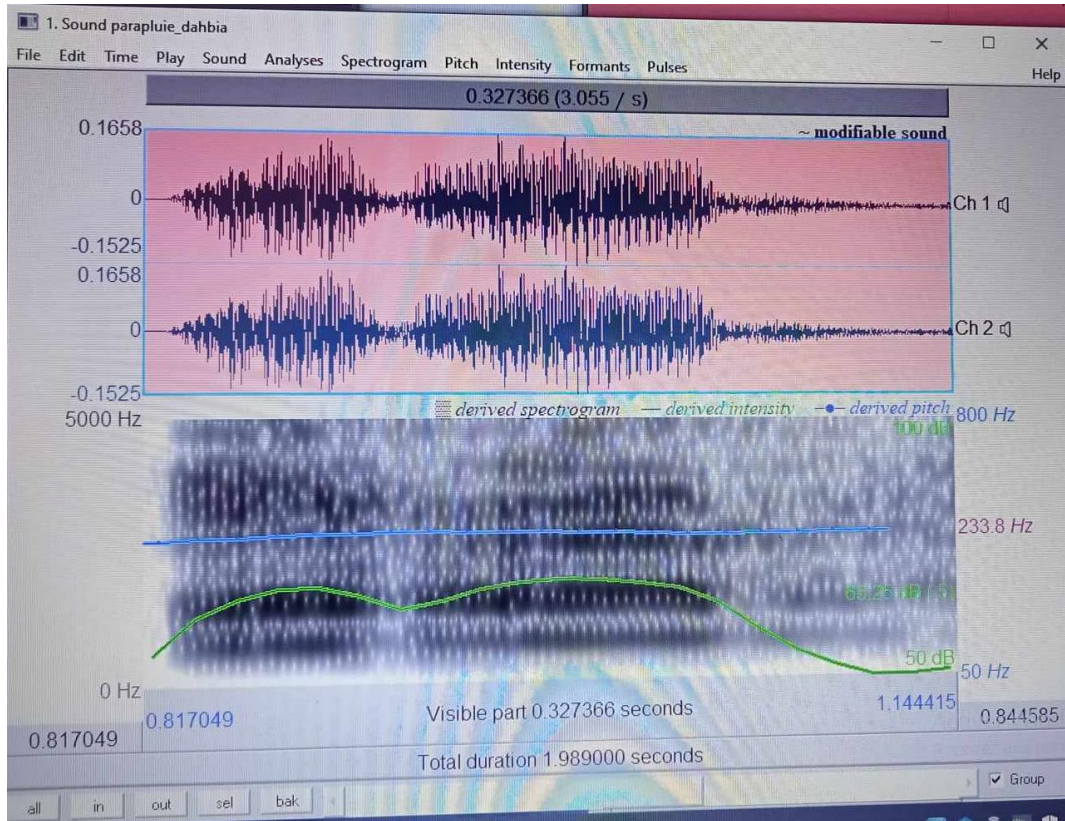 1. Sound parapluie_dahbia
File Edit Time Play Sound Analyses Spectrogram Pitch Intensity Formants Pulses Help
0.327366 (3.055 / s)
~ modifiable sound
0.1658
0
-0.1525
Ch 1
0.1658
0
-0.1525
Ch 2
derived spectrogram derived intensity derived pitch
5000 Hz 800 Hz
100 dB
233.8 Hz
50 dB
0 Hz 50 Hz
0.817049 Visible part 0.327366 seconds 1.144415
0.817049 0.844585
Total duration 1.989000 seconds
all in out sel bak Group